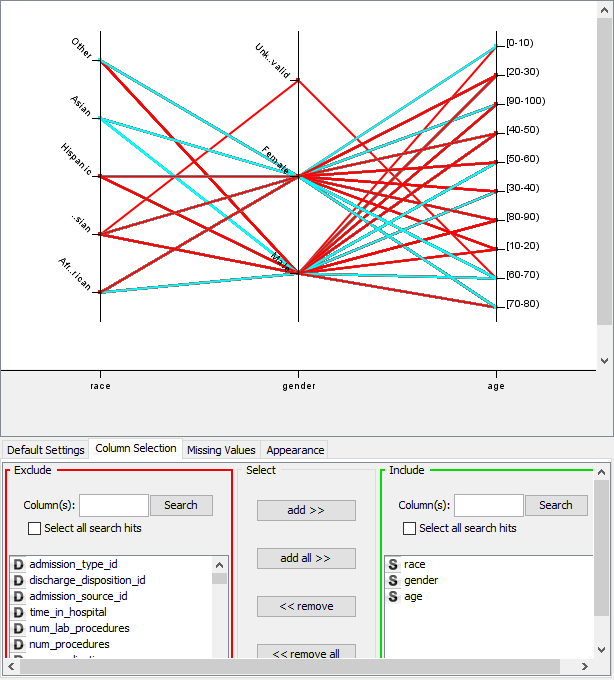 Other
Asian
Hispanic
..sian
Afr..rican
Unk..valid
Female
Male
[0-10)
[20-30)
[90-100)
[40-50)
[50-60)
[30-40)
[80-90)
[10-20)
[60-70)
[70-80)
race gender age
Default Settings Column Selection Missing Values Appearance
Exclude Select Include
Column(s): Search add >> Column(s): Search
Select all search hits Select all search hits
add all >>
D admission_type_id S race
D discharge_disposition_id S gender
D admission_source_id << remove S age
D time_in_hospital
D num_lab_procedures
D num_procedures
<< remove all